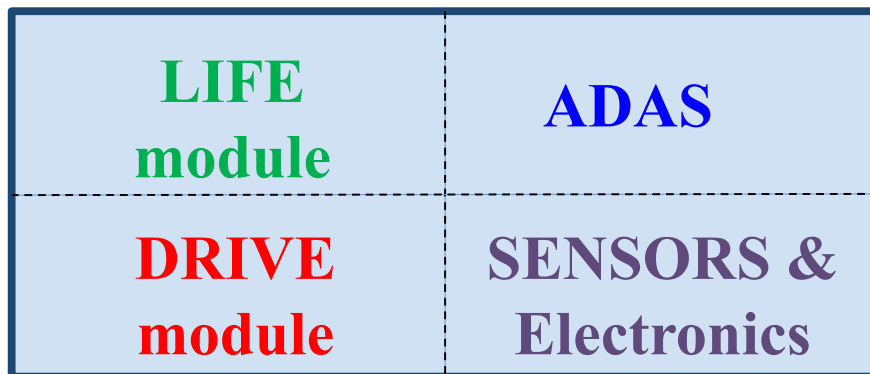 LIFE
module
ADAS
DRIVE
module
SENSORS &
Electronics